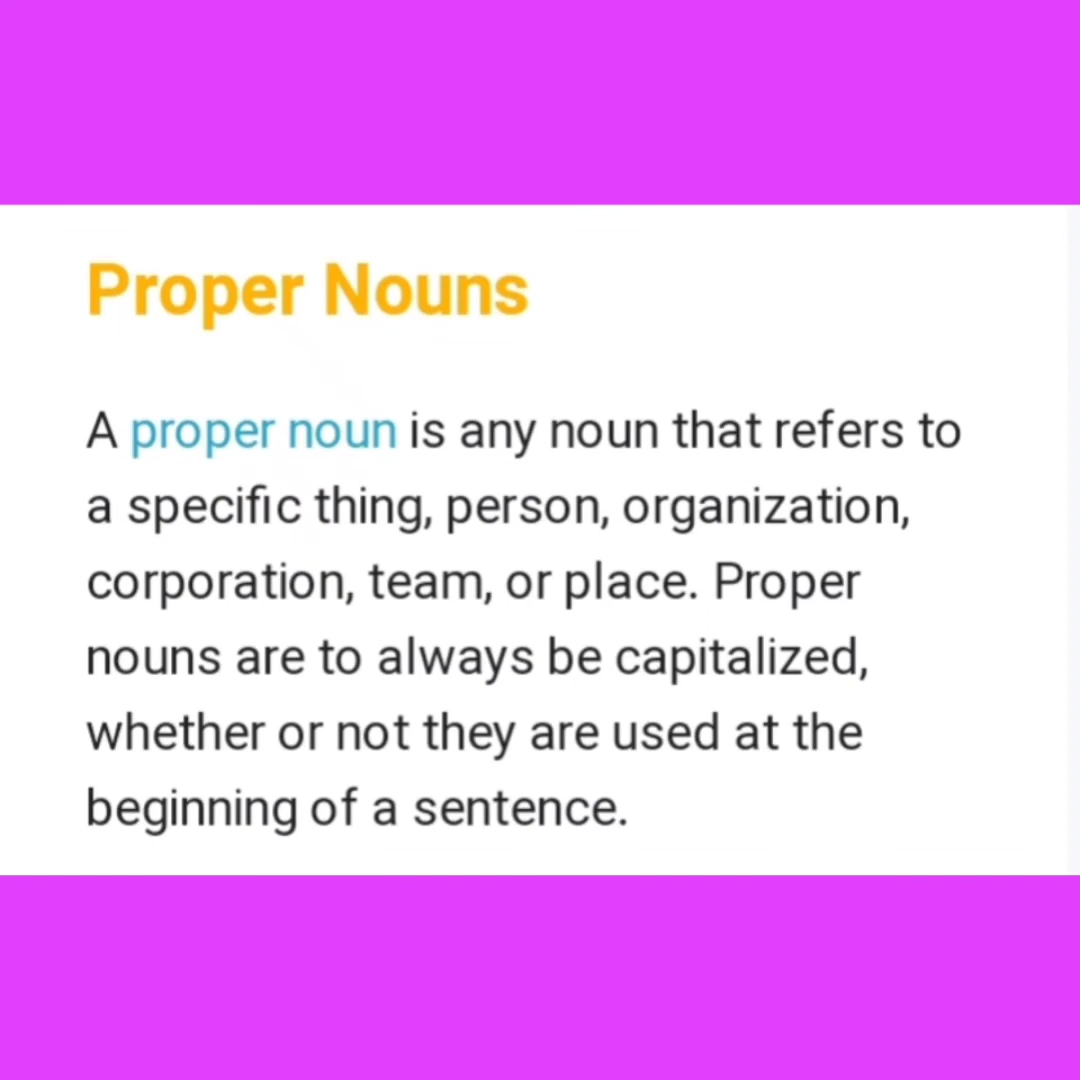 Proper Nouns
A proper noun is any noun that refers to
a specific thing, person, organization,
corporation, team, or place. Proper
nouns are to always be capitalized,
whether or not they are used at the
beginning of a sentence.